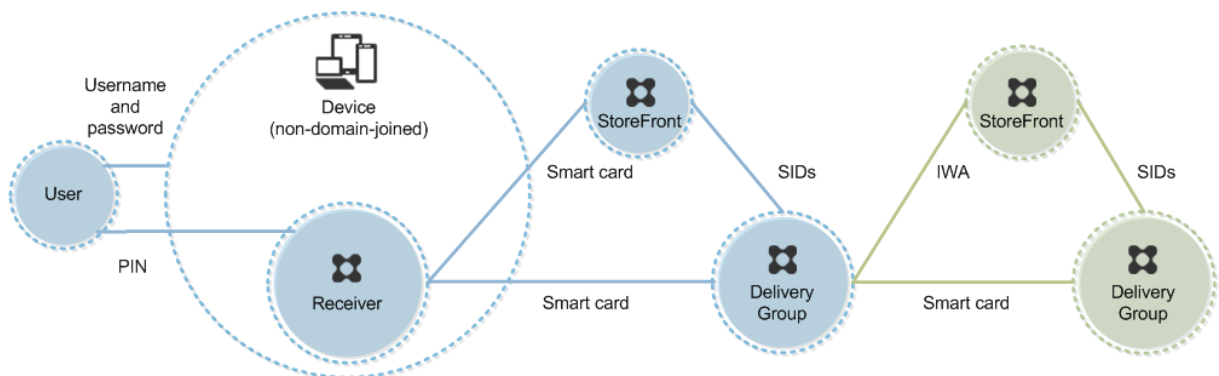 Username
and
password
Device
(non-domain-joined)
User
PIN
Receiver
StoreFront
Smart card
SIDs
Smart card
Delivery
Group
StoreFront
IWA
SIDs
Smart card
Delivery
Group